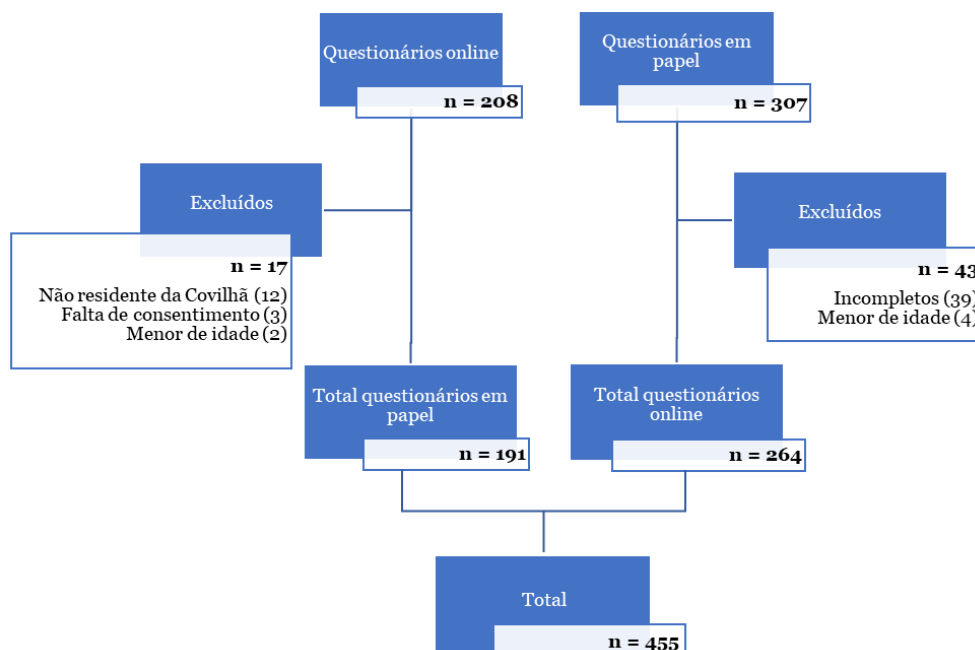 Questionários online
n = 208
Questionários em
papel
n = 307
Excluídos
n = 17
Não residente da Covilhã (12)
Falta de consentimento (3)
Menor de idade (2)
Excluídos
n = 43
Incompletos (39)
Menor de idade (4)
Total questionários em
papel
n = 191
Total questionários
online
n = 264
Total
n = 455